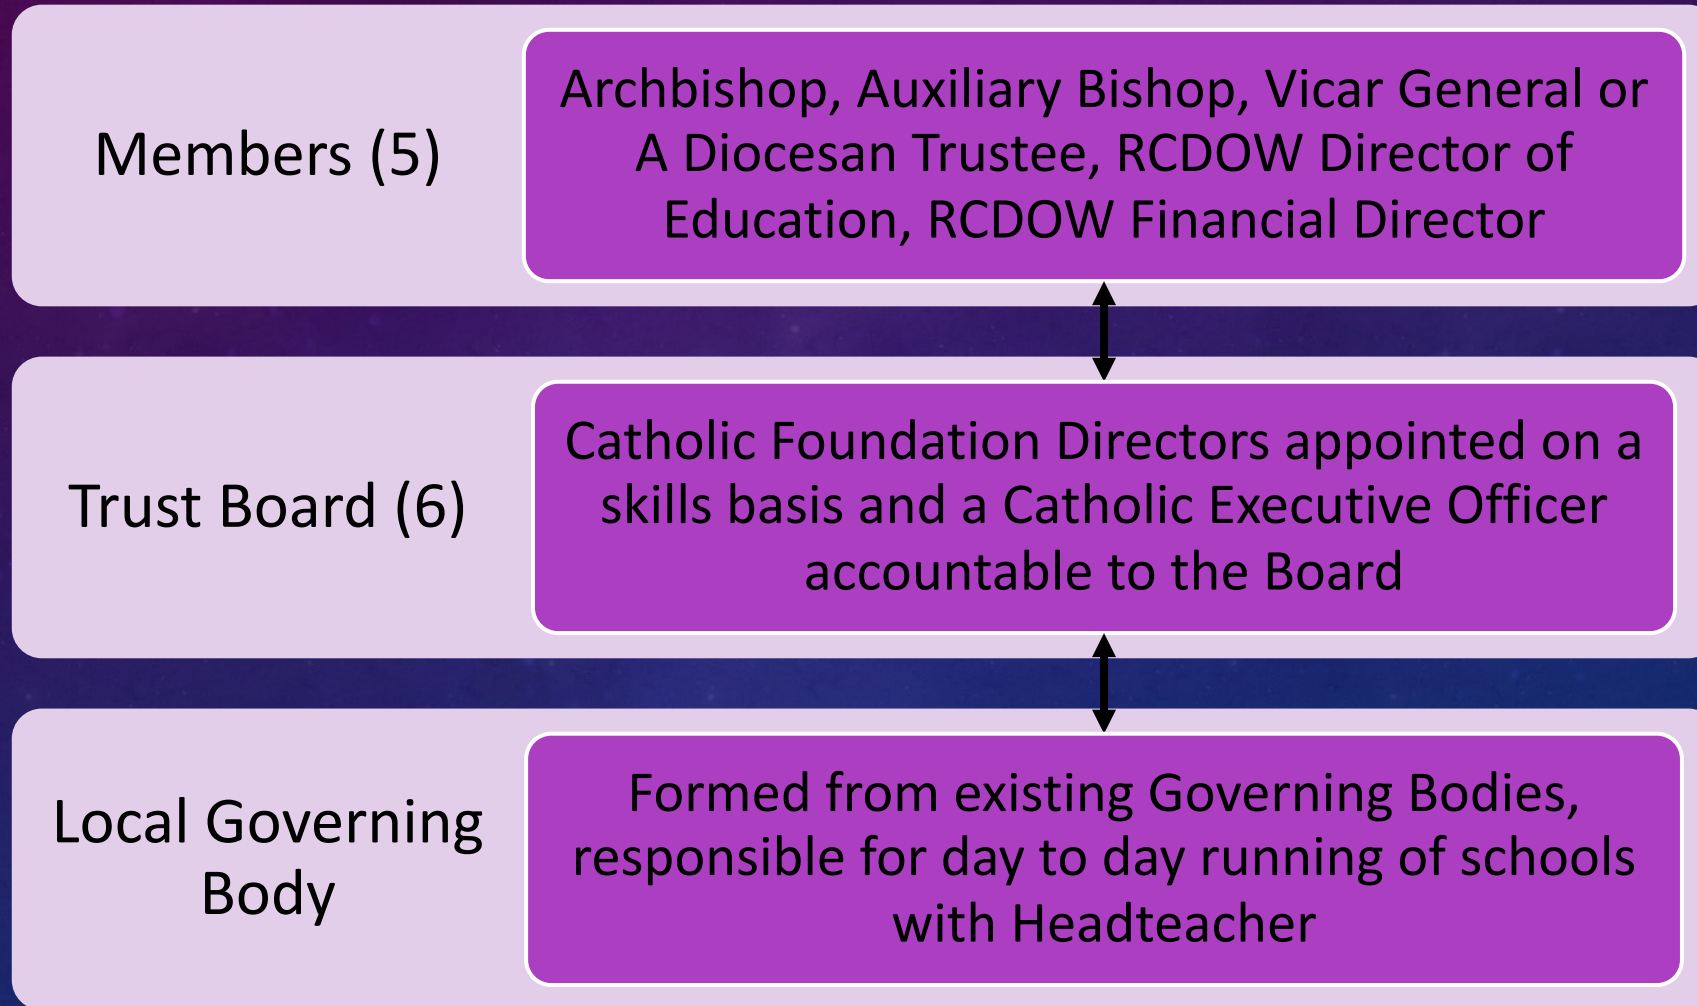 Members (5)
Archbishop, Auxiliary Bishop, Vicar General or
A Diocesan Trustee, RCDOW Director of
Education, RCDOW Financial Director
Trust Board (6)
Catholic Foundation Directors appointed on a
skills basis and a Catholic Executive Officer
accountable to the Board
Local Governing
Body
Formed from existing Governing Bodies,
responsible for day to day running of schools
with Headteacher